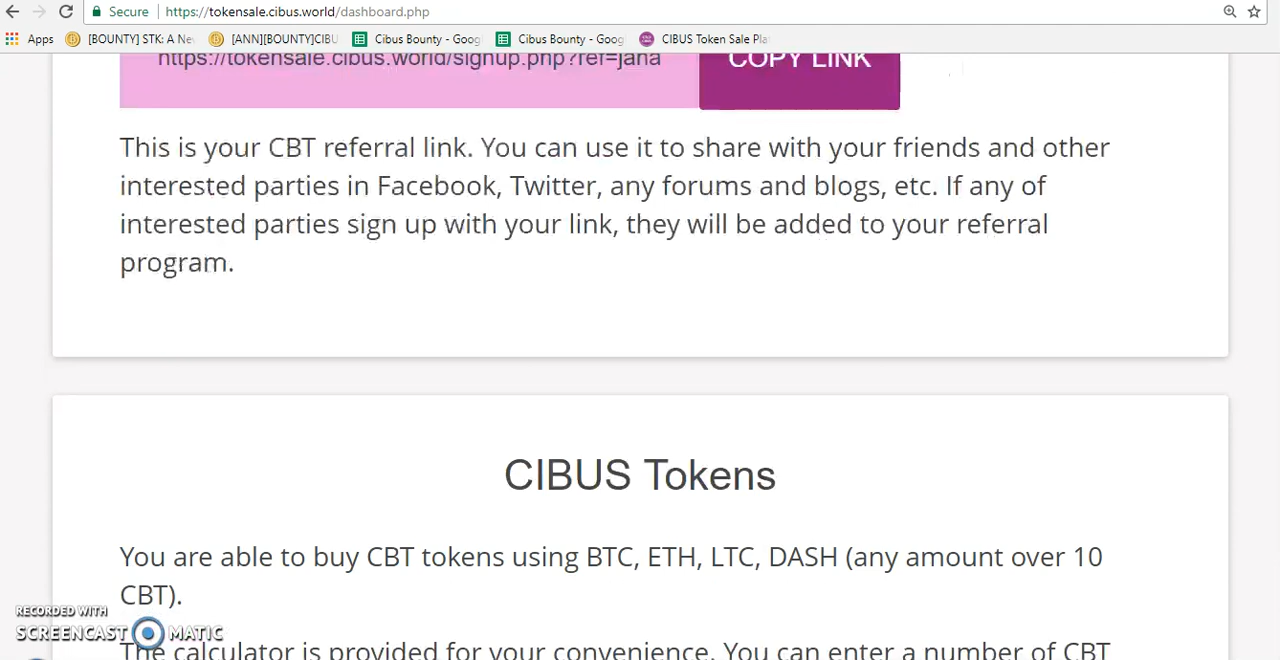 Secure https://tokensale.cibus.world/dashboard.php
Apps [BOUNTY] STK: A Ne [ANN][BOUNTY]CIBU Cibus Bounty - Goog Cibus Bounty - Goog CIBUS Token Sale Pla
https://tokensale.cibus.world/signup.php?ref=jana COPY LINK
This is your CBT referral link. You can use it to share with your friends and other
interested parties in Facebook, Twitter, any forums and blogs, etc. If any of
interested parties sign up with your link, they will be added to your referral
program.
CIBUS Tokens
You are able to buy CBT tokens using BTC, ETH, LTC, DASH (any amount over 10
CBT).
RECORDED WITH
SCREENCAST MATIC
The calculator is provided for your convenience. You can enter a number of CBT